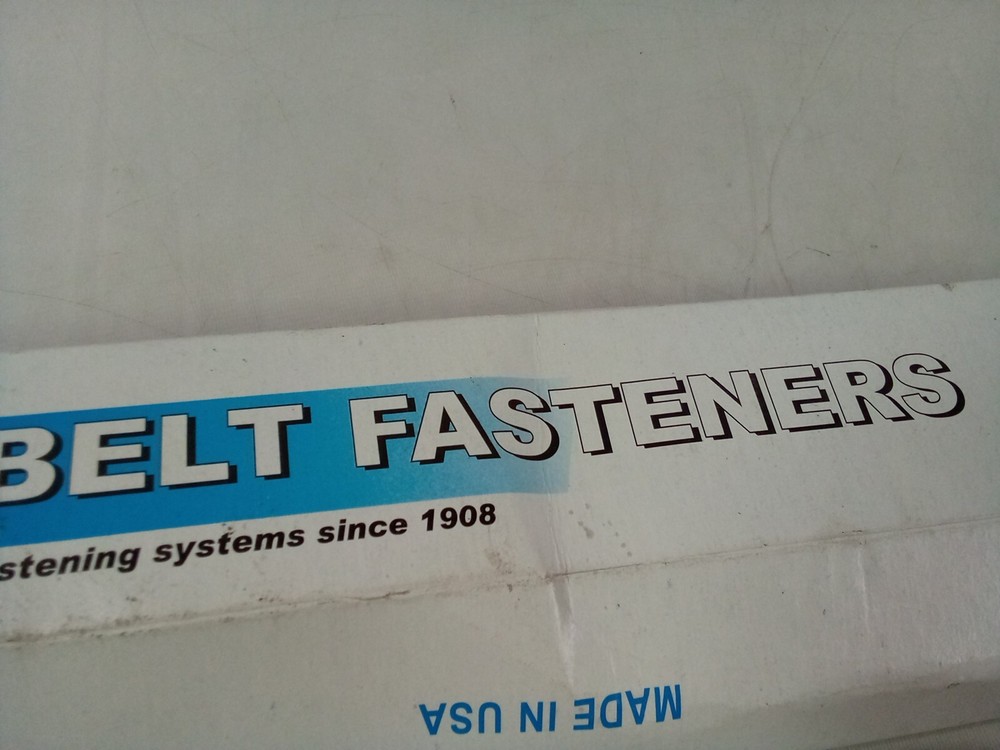 BELT FASTENERS
stening systems since 1908
MADE IN USA